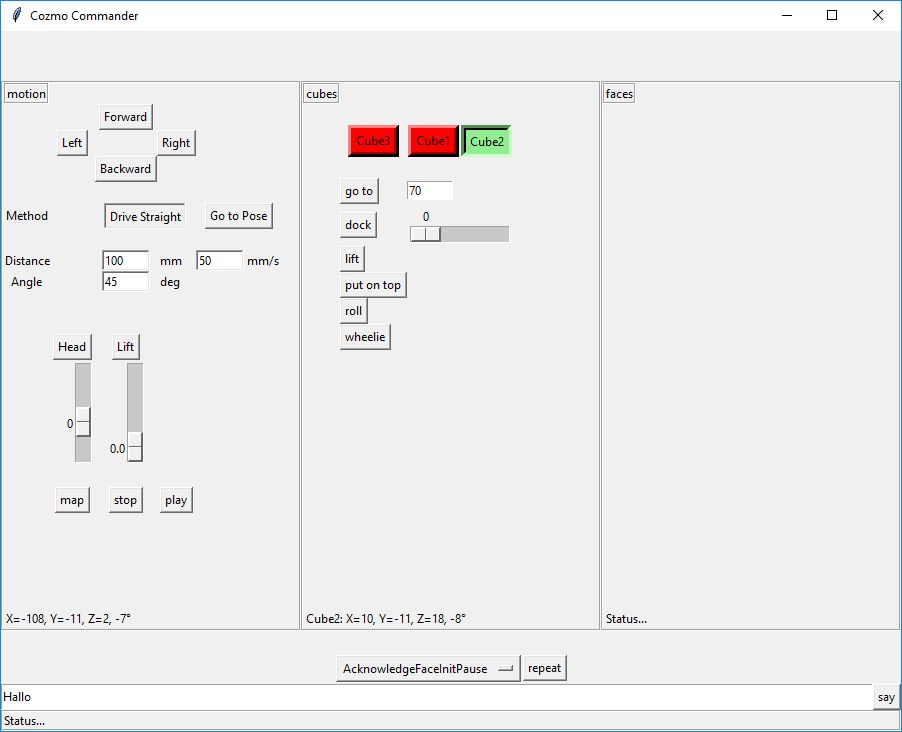 Cozmo Commander
motion
Forward
Left Right
Backward
Method Drive Straight Go to Pose
Distance 100 mm 50 mm/s
Angle 45 deg
Head Lift
0
0.0
map stop play
X=-108, Y=-11, Z=2, -7°
cubes
Cube3 Cube1 Cube2
go to 70
0
dock
lift
put on top
roll
wheelie
Cube2: X=10, Y=-11, Z=18, -8°
faces
Status...
AcknowledgeFaceInitPause repeat
Hallo say
Status...